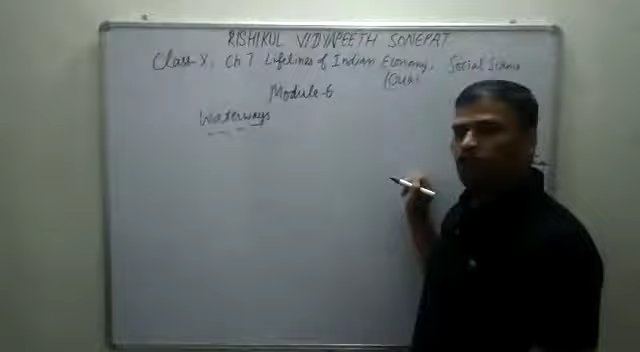 RISHIKUL VIDYAPEETH SONEPAT
Class X, Ch 7 Lifelines of Indian Economy, Social Science
Module-6
Waterways